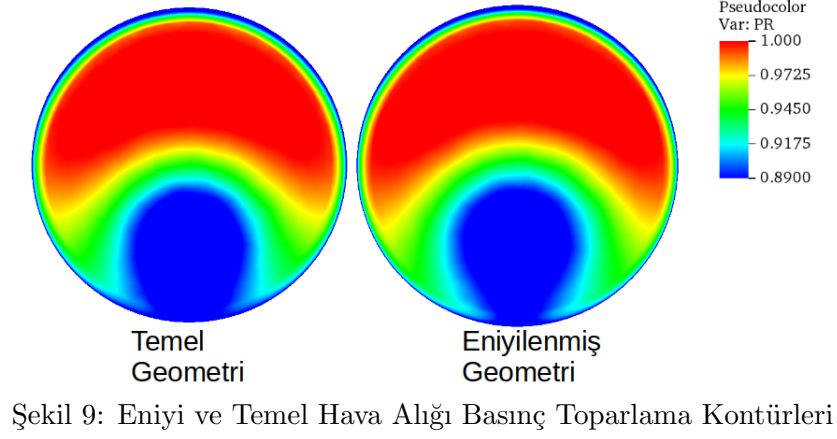 Pseudocolor
Var: PR
1.000
0.9725
0.9450
0.9175
0.8900
Temel
Geometri
Eniyilenmiş
Geometri
Şekil 9: Eniyi ve Temel Hava Alığı Basınç Toparlama Kontürleri